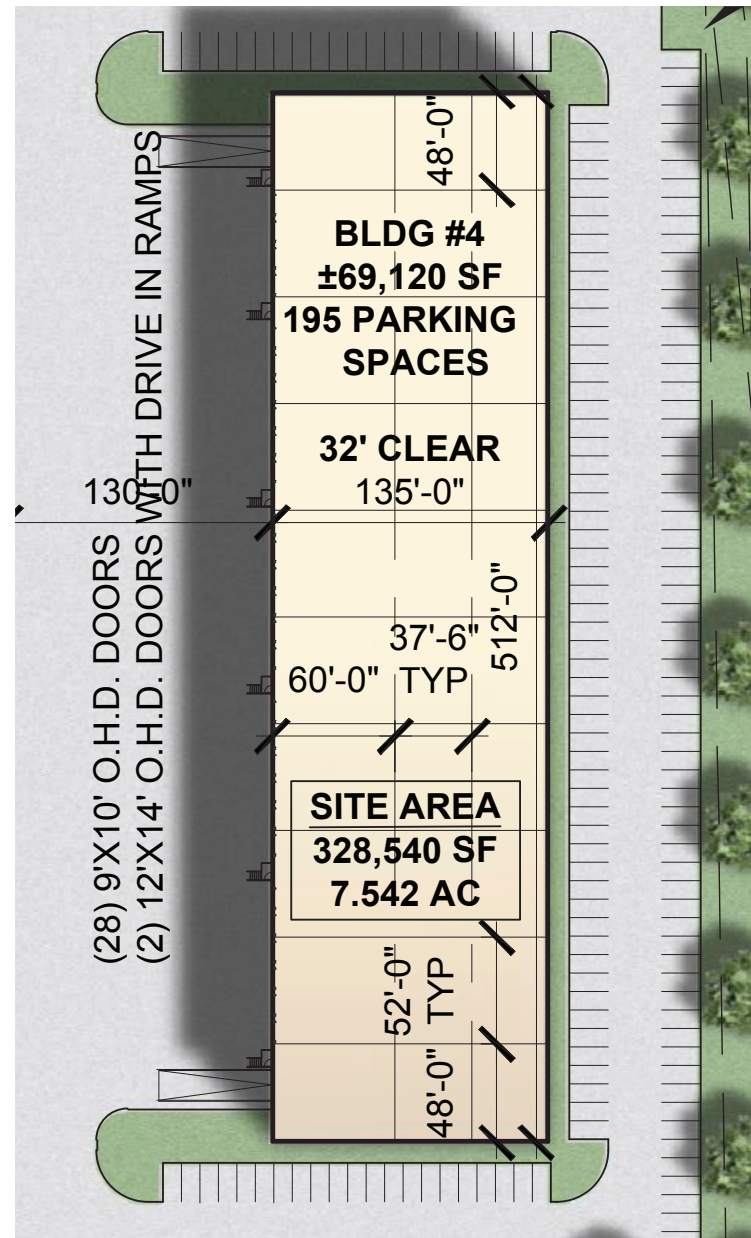 48'-0"
BLDG #4
±69,120 SF
195 PARKING
SPACES
32' CLEAR
130'-0"
135'-0"
512'-0"
37'-6"
60'-0" TYP
(28) 9'X10' O.H.D. DOORS
(2) 12'X14' O.H.D. DOORS WITH DRIVE IN RAMPS
SITE AREA
328,540 SF
7.542 AC
52'-0"
TYP
48'-0"